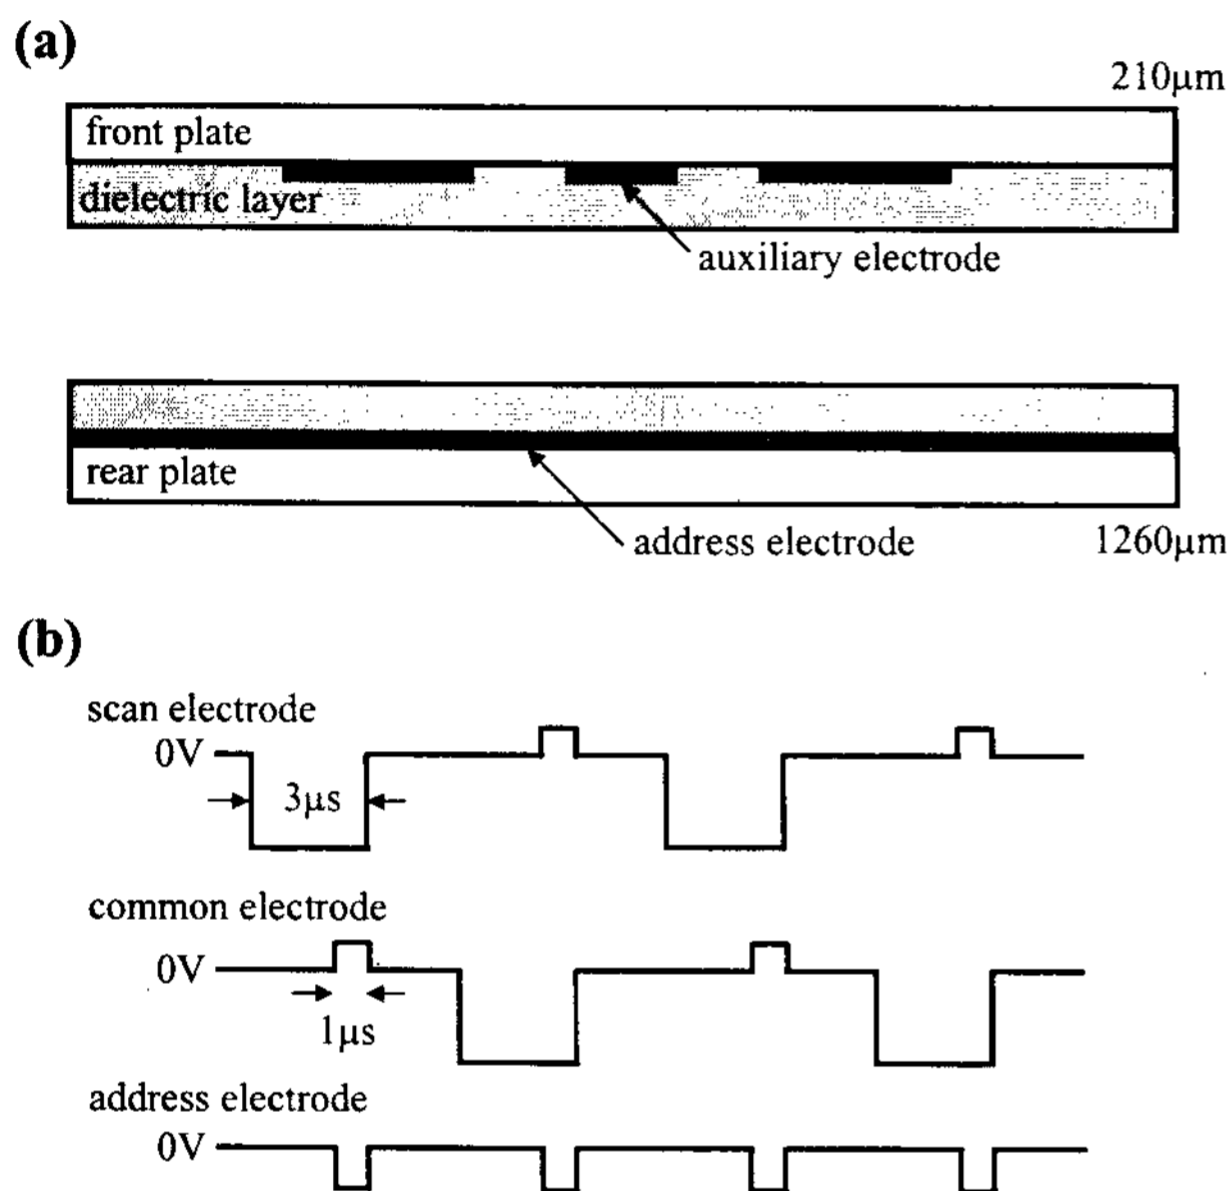 (a)
210µm
front plate
dielectric layer
auxiliary electrode
rear plate
address electrode
1260µm
(b)
scan electrode
0V
3µs
common electrode
0V
1µs
address electrode
0V